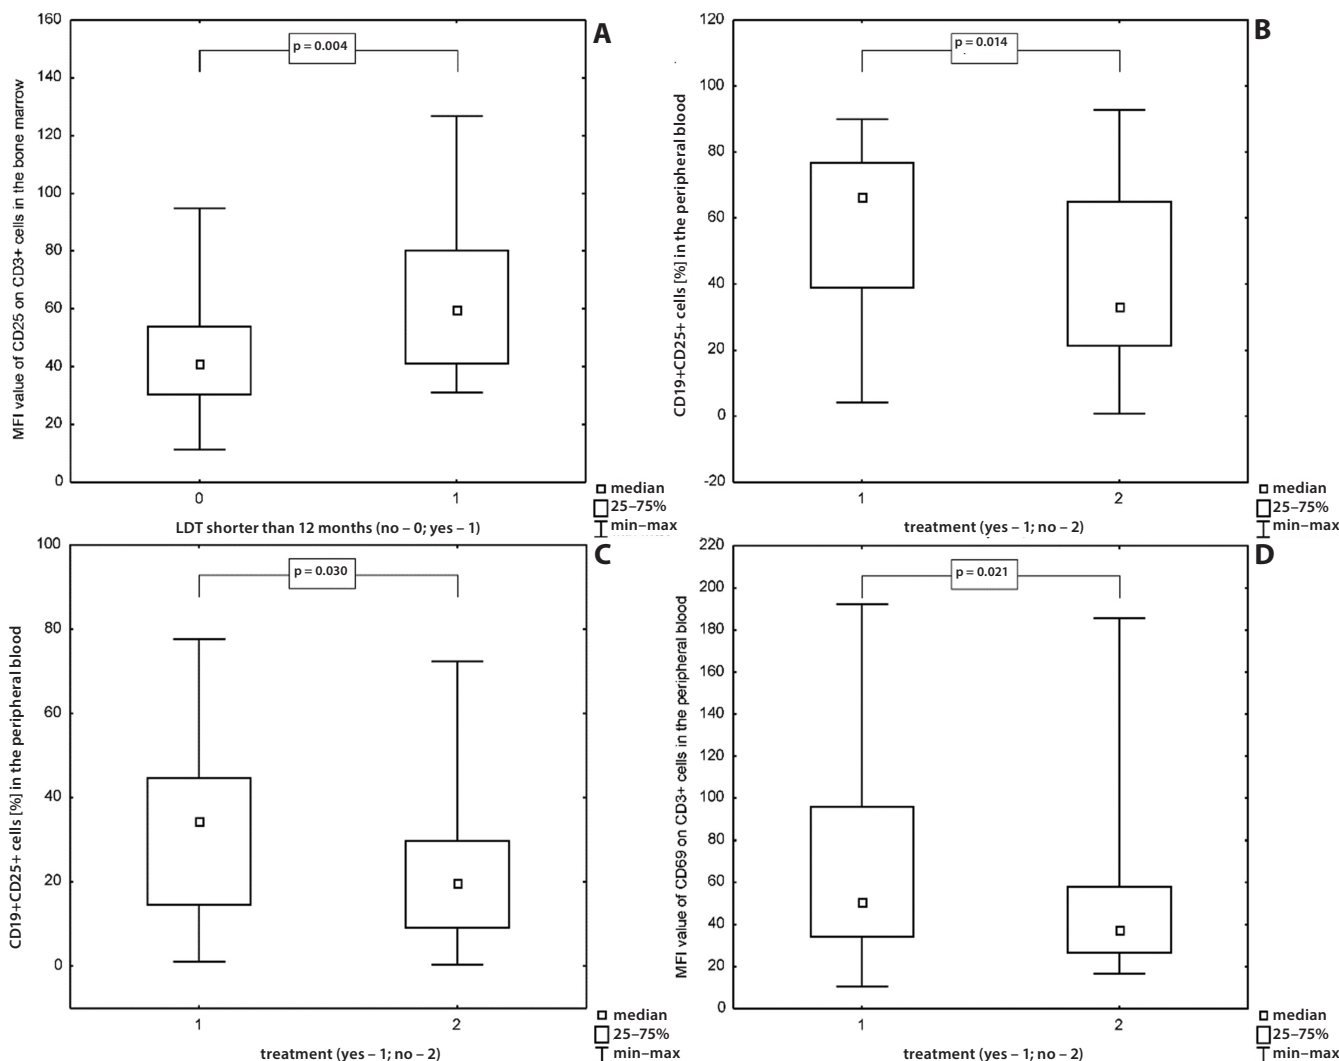 A
p = 0.004
MFI value of CD25 on CD3+ cells in the bone marrow
160
140
120
100
80
60
40
20
0
0 1
LDT shorter than 12 months (no – 0; yes – 1)
median
25–75%
min–max
B
p = 0.014
CD19+CD25+ cells [%] in the peripheral blood
120
100
80
60
40
20
0
-20
1 2
treatment (yes – 1; no – 2)
median
25–75%
min–max
C
p = 0.030
CD19+CD25+ cells [%] in the peripheral blood
100
80
60
40
20
0
1 2
treatment (yes – 1; no – 2)
median
25–75%
min–max
D
p = 0.021
MFI value of CD69 on CD3+ cells in the peripheral blood
220
200
180
160
140
120
100
80
60
40
20
0
1 2
treatment (yes – 1; no – 2)
median
25–75%
min–max